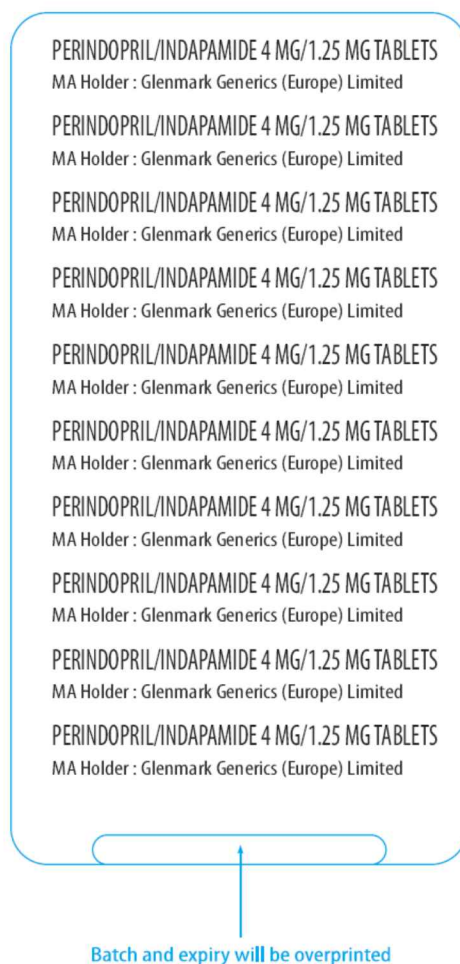 PERINDOPRIL/INDAPAMIDE 4 MG/1.25 MG TABLETS
MA Holder : Glenmark Generics (Europe) Limited
PERINDOPRIL/INDAPAMIDE 4 MG/1.25 MG TABLETS
MA Holder : Glenmark Generics (Europe) Limited
PERINDOPRIL/INDAPAMIDE 4 MG/1.25 MG TABLETS
MA Holder : Glenmark Generics (Europe) Limited
PERINDOPRIL/INDAPAMIDE 4 MG/1.25 MG TABLETS
MA Holder : Glenmark Generics (Europe) Limited
PERINDOPRIL/INDAPAMIDE 4 MG/1.25 MG TABLETS
MA Holder : Glenmark Generics (Europe) Limited
PERINDOPRIL/INDAPAMIDE 4 MG/1.25 MG TABLETS
MA Holder : Glenmark Generics (Europe) Limited
PERINDOPRIL/INDAPAMIDE 4 MG/1.25 MG TABLETS
MA Holder : Glenmark Generics (Europe) Limited
PERINDOPRIL/INDAPAMIDE 4 MG/1.25 MG TABLETS
MA Holder : Glenmark Generics (Europe) Limited
PERINDOPRIL/INDAPAMIDE 4 MG/1.25 MG TABLETS
MA Holder : Glenmark Generics (Europe) Limited
PERINDOPRIL/INDAPAMIDE 4 MG/1.25 MG TABLETS
MA Holder : Glenmark Generics (Europe) Limited
Batch and expiry will be overprinted